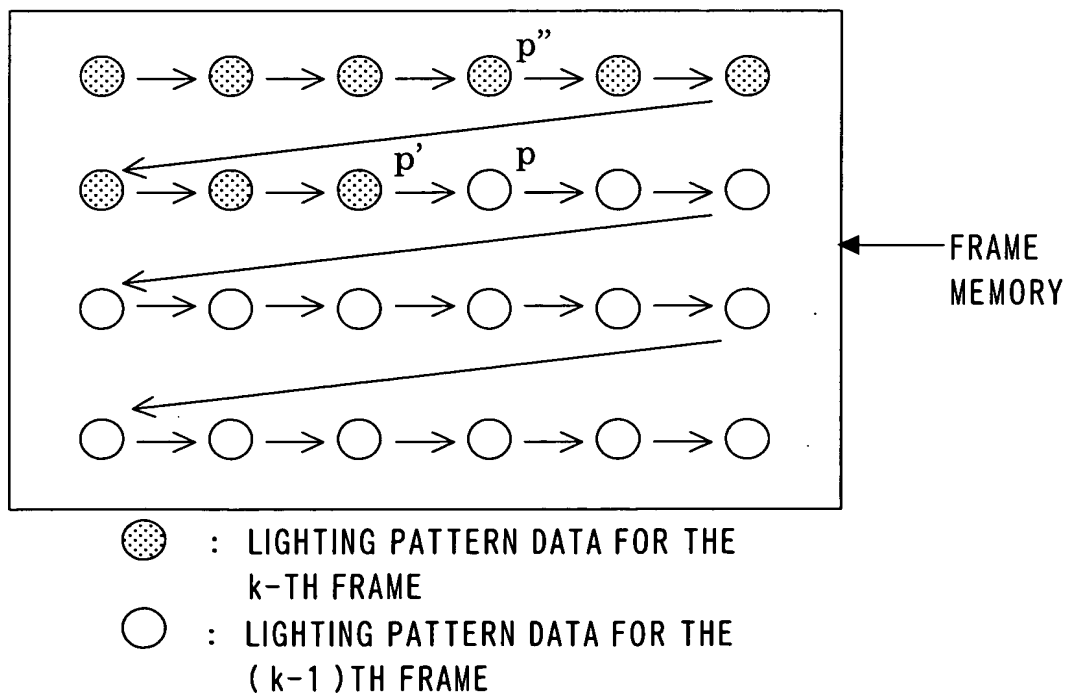 p”
p’ p
FRAME
MEMORY
: LIGHTING PATTERN DATA FOR THE
k-TH FRAME
: LIGHTING PATTERN DATA FOR THE
(k-1)TH FRAME